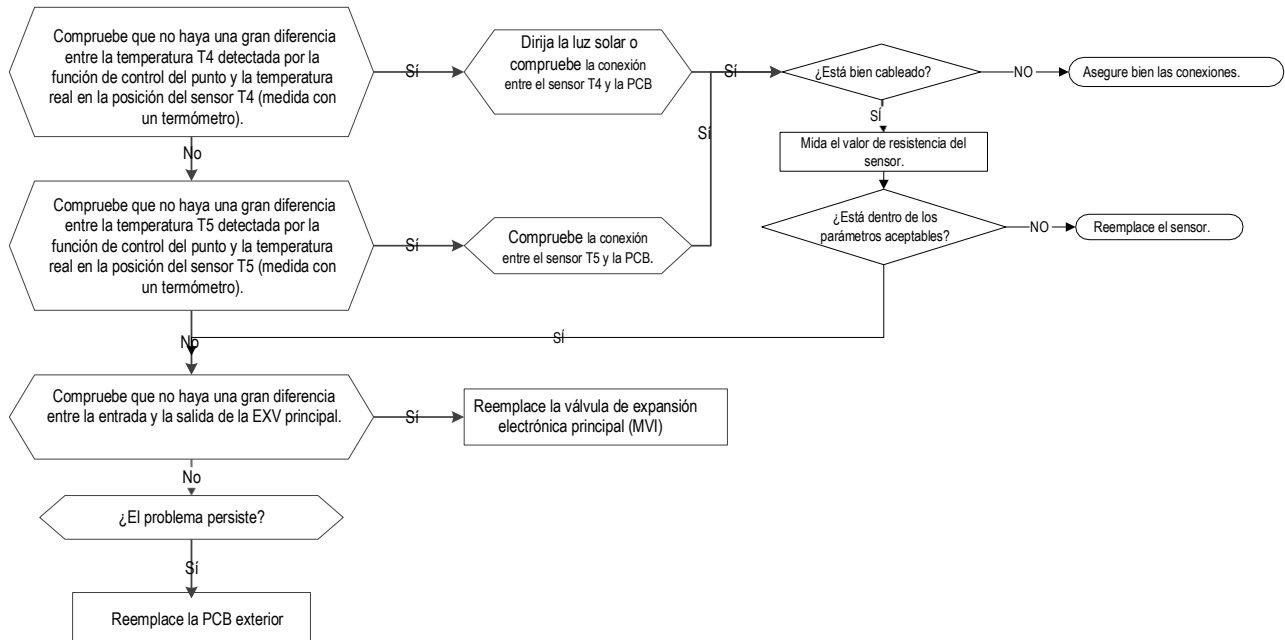 Compruebe que no haya una gran diferencia
entre la temperatura T4 detectada por la
función de control del punto y la temperatura
real en la posición del sensor T4 (medida con
un termómetro).
Sí
Dirija la luz solar o
compruebe la conexión
entre el sensor T4 y la PCB
Sí
¿Está bien cableado?
NO
Asegure bien las conexiones.
SÍ
Mida el valor de resistencia del
sensor.
No
Sí
Compruebe que no haya una gran diferencia
entre la temperatura T5 detectada por la
función de control del punto y la temperatura
real en la posición del sensor T5 (medida con
un termómetro).
Sí
Compruebe la conexión
entre el sensor T5 y la PCB.
¿Está dentro de los
parámetros aceptables?
NO
Reemplace el sensor.
SÍ
No
Compruebe que no haya una gran diferencia
entre la entrada y la salida de la EXV principal.
Sí
Reemplace la válvula de expansión
electrónica principal (MVI)
No
¿El problema persiste?
Sí
Reemplace la PCB exterior